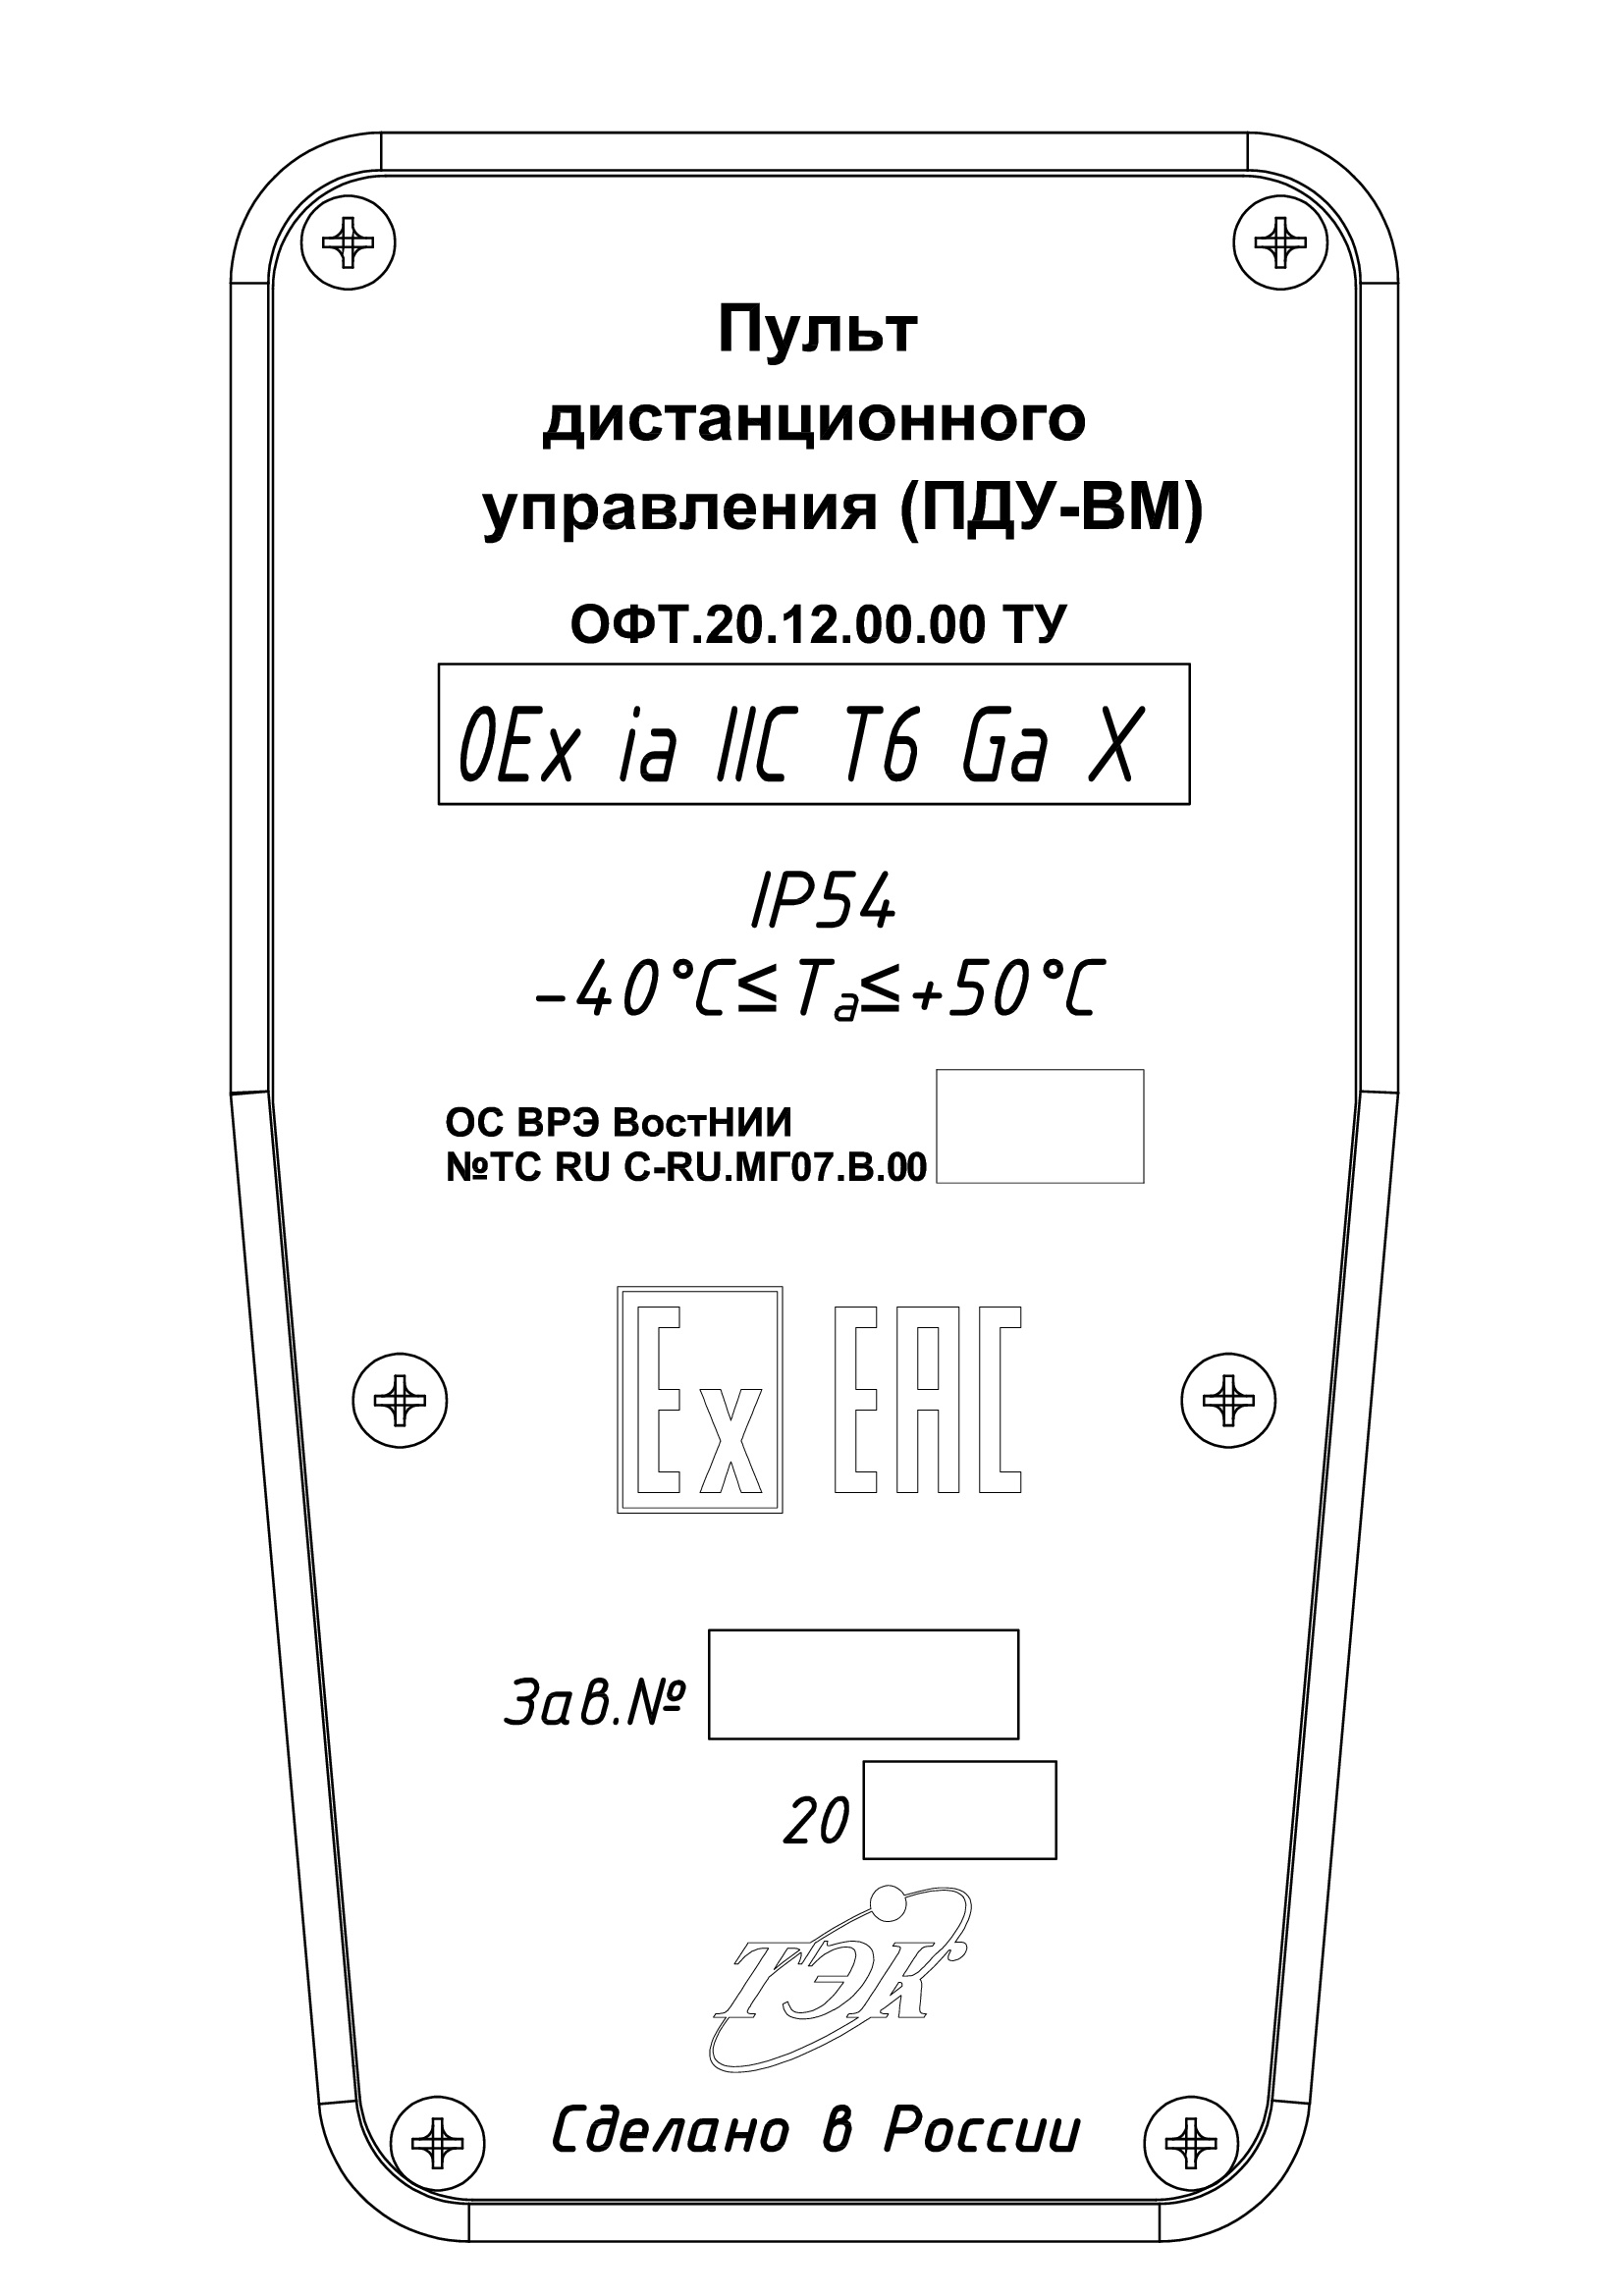 Пульт
дистанционного
управления (ПДУ-ВМ)
ОФТ.20.12.00.00 ТУ
0Ex ia IIC T6 Ga X
IP54
-40°C≤Ta≤+50°C
ОС ВРЭ ВостНИИ
№ТС RU C-RU.МГ07.В.00
Ex EAC
Зав.№
20
ТЭК
Сделано в России